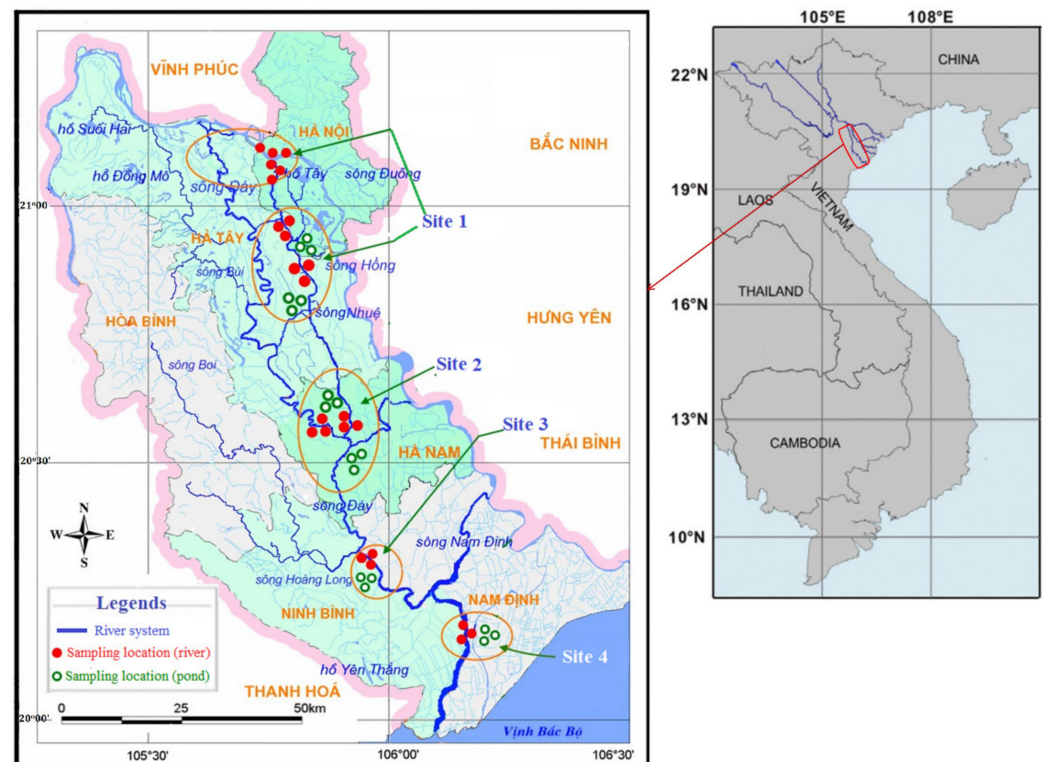 VĨNH PHÚC
HÀ NỘI
BẮC NINH
hồ Suối Hai
hồ Đồng Mô
sông Đáy
hồ Tây
sông Đuống
21°00'
Site 1
HÀ TÂY
sông Bùi
sông Hồng
HÒA BÌNH
sông Nhuệ
HƯNG YÊN
sông Boi
Site 2
Site 3
THÁI BÌNH
HÀ NAM
20°30'
sông Đáy
N
W E
S
sông Nam Định
sông Hoàng Long
NINH BÌNH
NAM ĐỊNH
Site 4
hồ Yên Thắng
THANH HOÁ
Vịnh Bắc Bộ
Legends
River system
Sampling location (river)
Sampling location (pond)
0 25 50km
20°00'
105°30' 106°00' 106°30'
105°E 108°E
22°N
19°N
16°N
13°N
10°N
CHINA
LAOS
VIETNAM
THAILAND
CAMBODIA